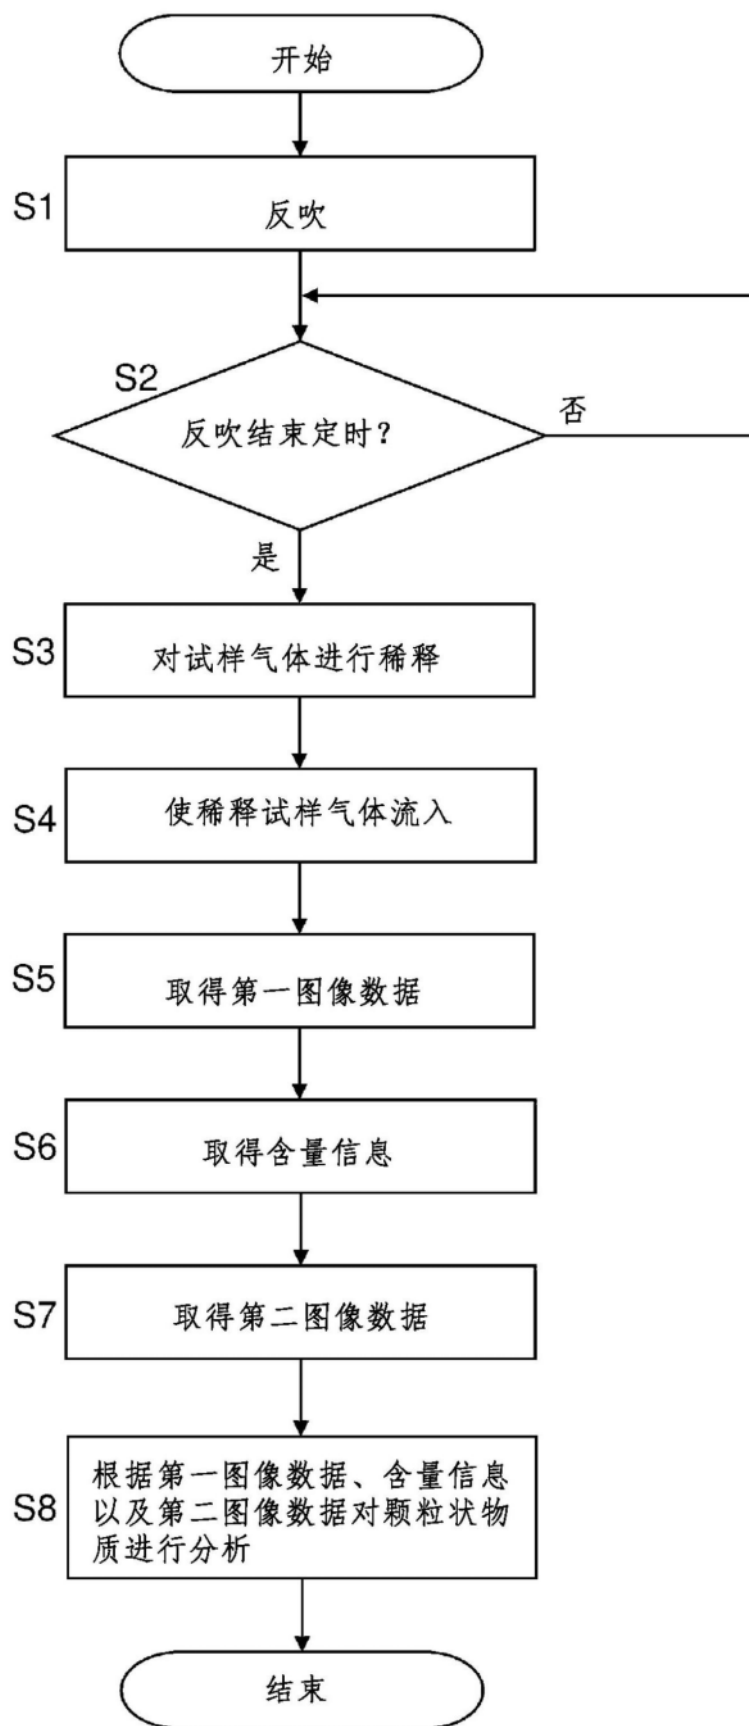 开始
S1
反吹
S2
反吹结束定时？
否
是
S3
对试样气体进行稀释
S4
使稀释试样气体流入
S5
取得第一图像数据
S6
取得含量信息
S7
取得第二图像数据
S8
根据第一图像数据、含量信息
以及第二图像数据对颗粒状物
质进行分析
结束